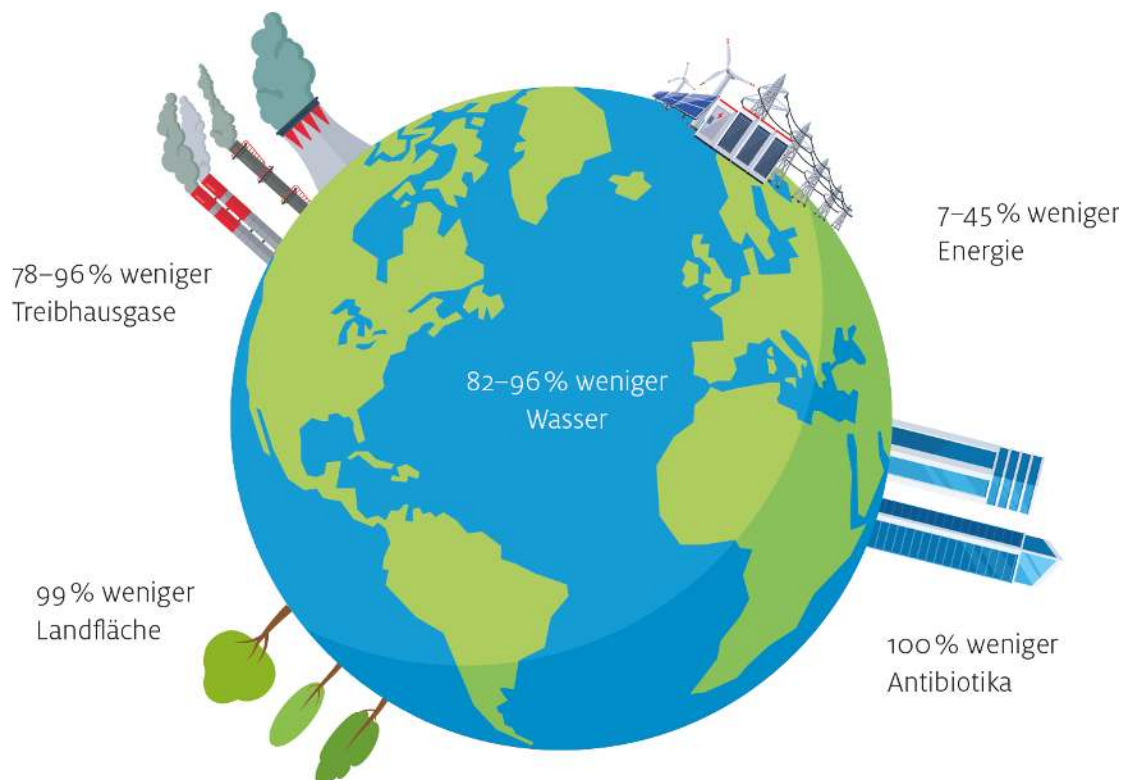 7–45 % weniger
Energie
78–96 % weniger
Treibhausgase
82–96 % weniger
Wasser
99 % weniger
Landfläche
100 % weniger
Antibiotika